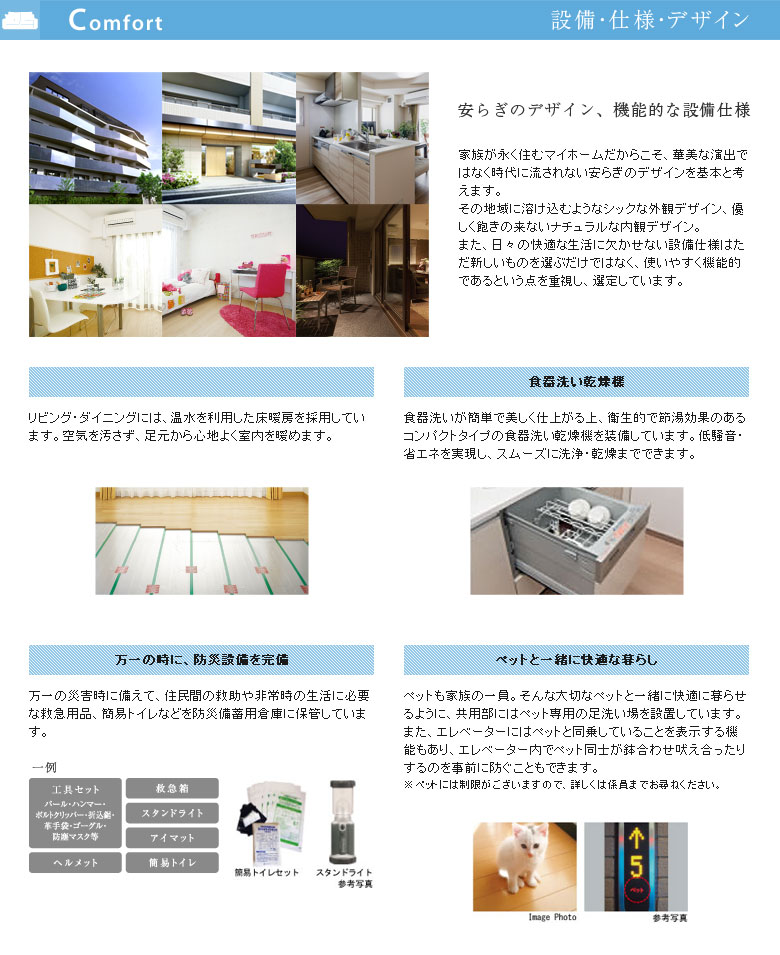 Comfort
設備・仕様・デザイン
安らぎのデザイン、機能的な設備仕様
家族が永く住むマイホームだからこそ、華美な演出で
はなく時代に流されない安らぎのデザインを基本と考
えます。
その地域に溶け込むようなシックな外観デザイン、優
しく飽きの来ないナチュラルな内観デザイン。
また、日々の快適な生活に欠かせない設備仕様はた
だ新しいものを選ぶだけではなく、使いやすく機能的
であるという点を重視し、選定しています。
リビング・ダイニングには、温水を利用した床暖房を採用してい
ます。空気を汚さず、足元から心地よく室内を暖めます。
食器洗い乾燥機
食器洗いが簡単で美しく仕上がる上、衛生的で節湯効果のある
コンパクトタイプの食器洗い乾燥機を装備しています。低騒音・
省エネを実現し、スムーズに洗浄・乾燥までできます。
万一の時に、防災設備を完備
万一の災害時に備えて、住民間の救助や非常時の生活に必要
な救急用品、簡易トイレなどを防災備蓄用倉庫に保管していま
す。
一例
工具セット
バール・ハンマー・
ボルトクリッパー・折込鋸・
革手袋・ゴーグル・
防塵マスク等
ヘルメット
救急箱
スタンドライト
アイマット
簡易トイレ
簡易トイレセット
スタンドライト
参考写真
ペットと一緒に快適な暮らし
ペットも家族の一員。そんな大切なペットと一緒に快適に暮らせ
るように、共用部にはペット専用の足洗い場を設置しています。
また、エレベーターにはペットと同乗していることを表示する機
能もあり、エレベーター内でペット同士が鉢合わせ吠え合ったり
するのを事前に防ぐこともできます。
※ペットには制限がございますので、詳しくは係員までお尋ねください。
5
ペット
Image Photo
参考写真